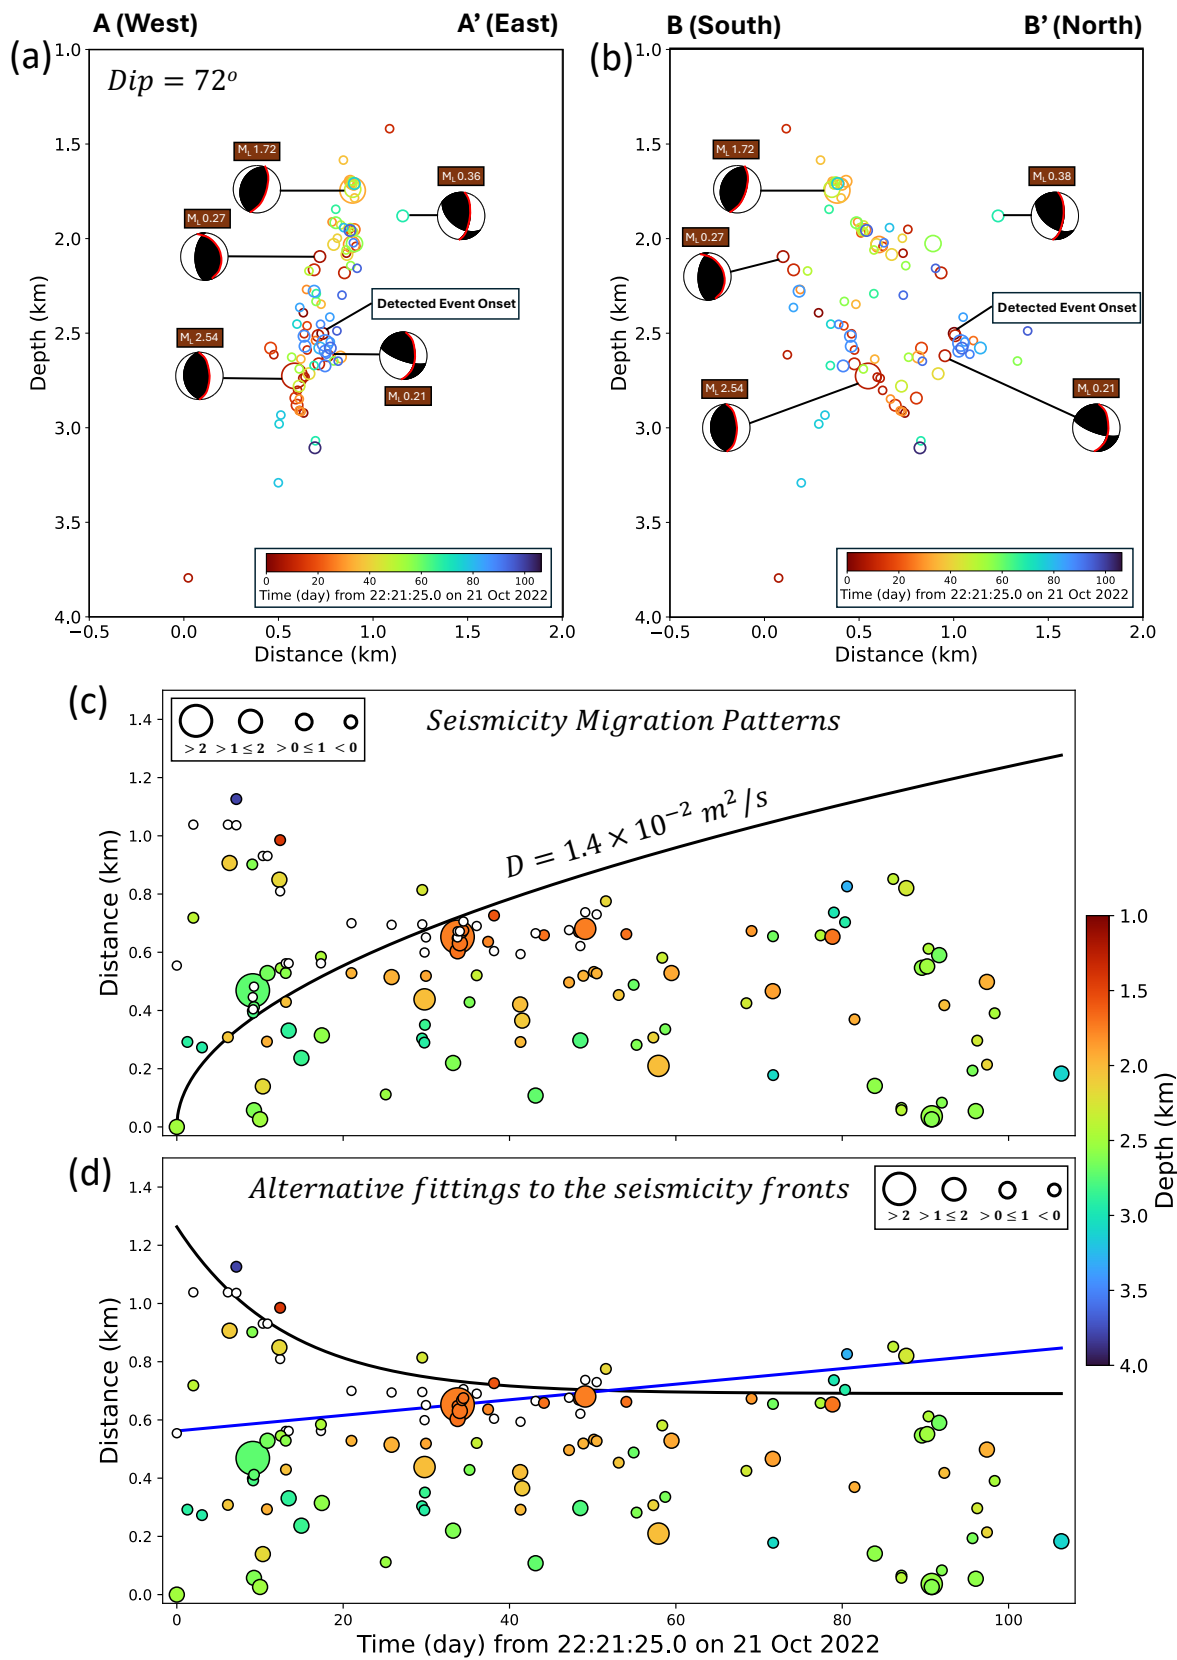 A (West) A’ (East) B (South) B’ (North)
(a)
Dip = 72°
M_L 1.72
M_L 0.36
M_L 0.27
Detected Event Onset
M_L 2.54
M_L 0.21
1.0
1.5
2.0
2.5
3.0
3.5
4.0
Depth (km)
0 20 40 60 80 100
Time (day) from 22:21:25.0 on 21 Oct 2022
−0.5 0.0 0.5 1.0 1.5 2.0
Distance (km)
(b)
M_L 1.72
M_L 0.38
M_L 0.27
Detected Event Onset
M_L 2.54
M_L 0.21
1.0
1.5
2.0
2.5
3.0
3.5
4.0
Depth (km)
0 20 40 60 80 100
Time (day) from 22:21:25.0 on 21 Oct 2022
−0.5 0.0 0.5 1.0 1.5 2.0
Distance (km)
(c)
> 2 > 1 ≤ 2 > 0 ≤ 1 < 0
Seismicity Migration Patterns
D = 1.4 × 10⁻² m²/s
1.4
1.2
1.0
0.8
0.6
0.4
0.2
0.0
Distance (km)
(d)
Alternative fittings to the seismicity fronts
> 2 > 1 ≤ 2 > 0 ≤ 1 < 0
1.4
1.2
1.0
0.8
0.6
0.4
0.2
0.0
Distance (km)
0 20 40 60 80 100
Time (day) from 22:21:25.0 on 21 Oct 2022
1.0
1.5
2.0
2.5
3.0
3.5
4.0
Depth (km)